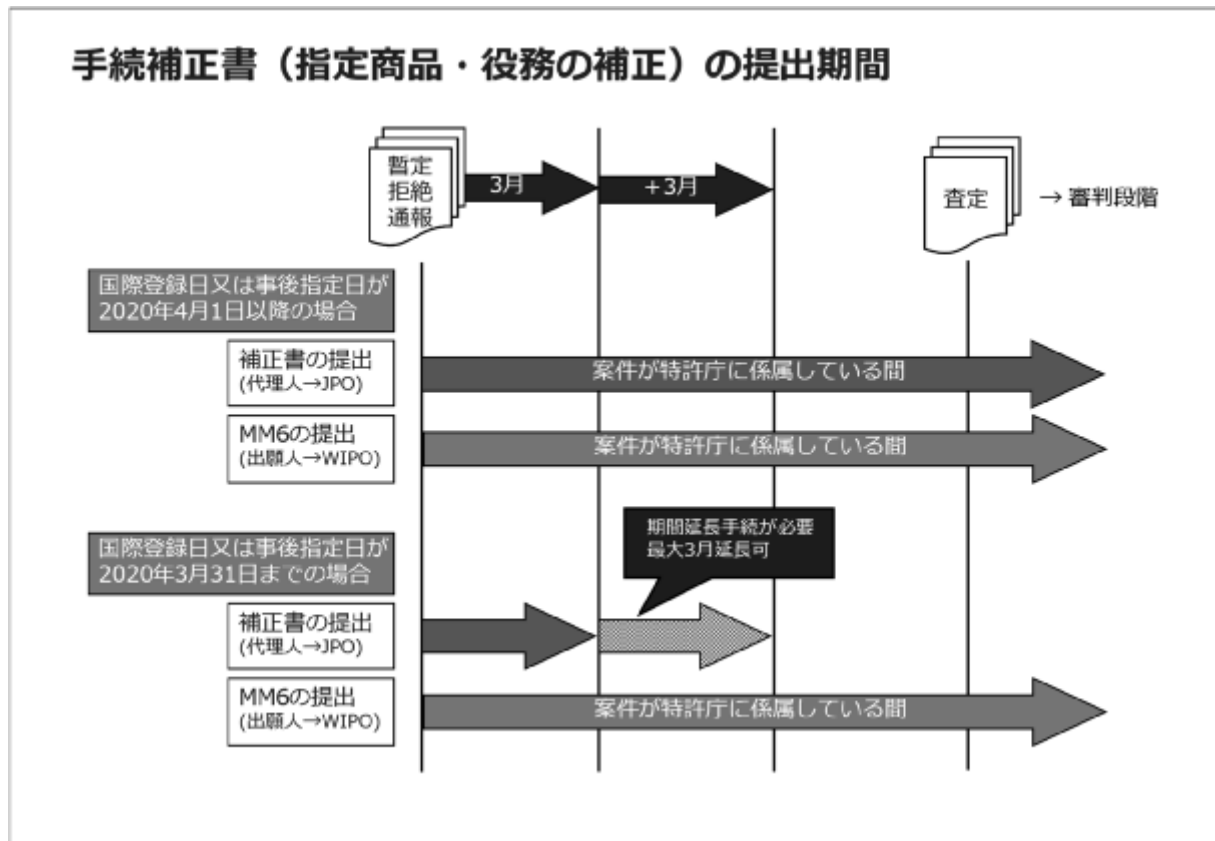 手続補正書（指定商品・役務の補正）の提出期間
暫定
拒絶
通報
3月
＋3月
査定
→ 審判段階
国際登録日又は事後指定日が
2020年4月1日以降の場合
補正書の提出
(代理人→JPO)
案件が特許庁に係属している間
MM6の提出
(出願人→WIPO)
案件が特許庁に係属している間
期間延長手続が必要
最大3月延長可
国際登録日又は事後指定日が
2020年3月31日までの場合
補正書の提出
(代理人→JPO)
MM6の提出
(出願人→WIPO)
案件が特許庁に係属している間